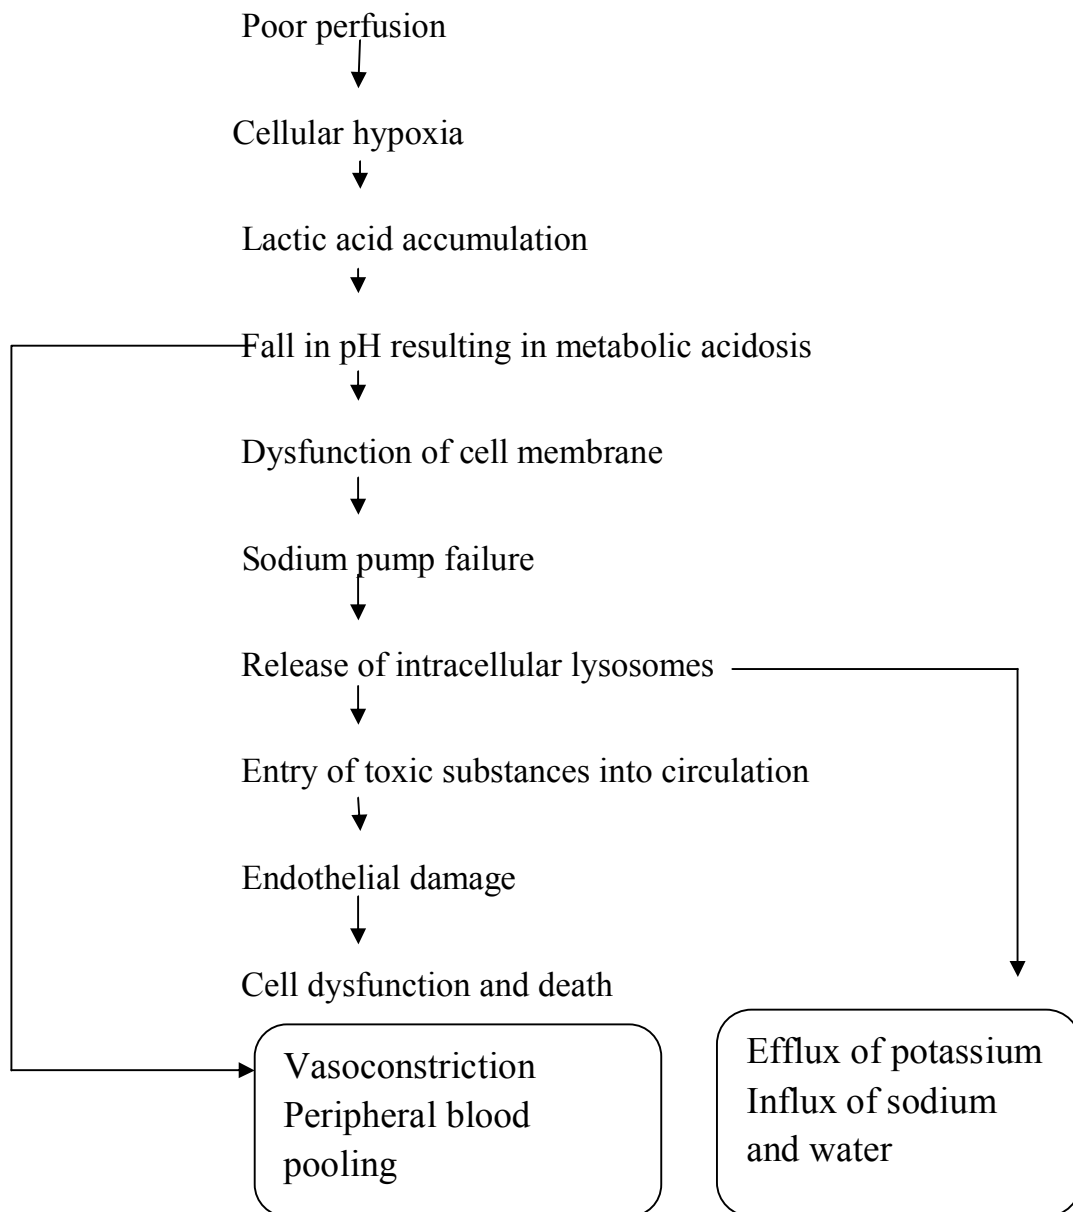 Poor perfusion
Cellular hypoxia
Lactic acid accumulation
Fall in pH resulting in metabolic acidosis
Dysfunction of cell membrane
Sodium pump failure
Release of intracellular lysosomes
Entry of toxic substances into circulation
Endothelial damage
Cell dysfunction and death
Vasoconstriction
Peripheral blood
pooling
Efflux of potassium
Influx of sodium
and water